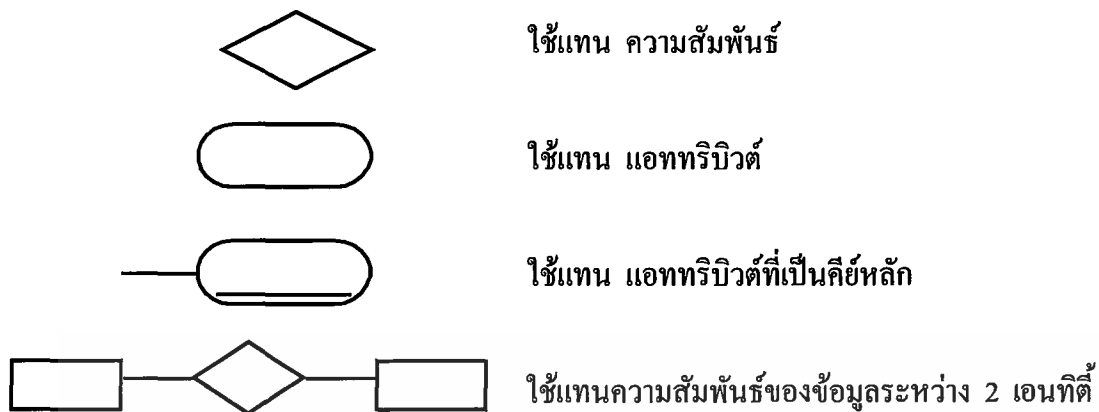 ใช้แทน ความสัมพันธ์
ใช้แทน แอททริบิวต์
ใช้แทน แอททริบิวต์ที่เป็นคีย์หลัก
ใช้แทนความสัมพันธ์ของข้อมูลระหว่าง 2 เอนทิตี้